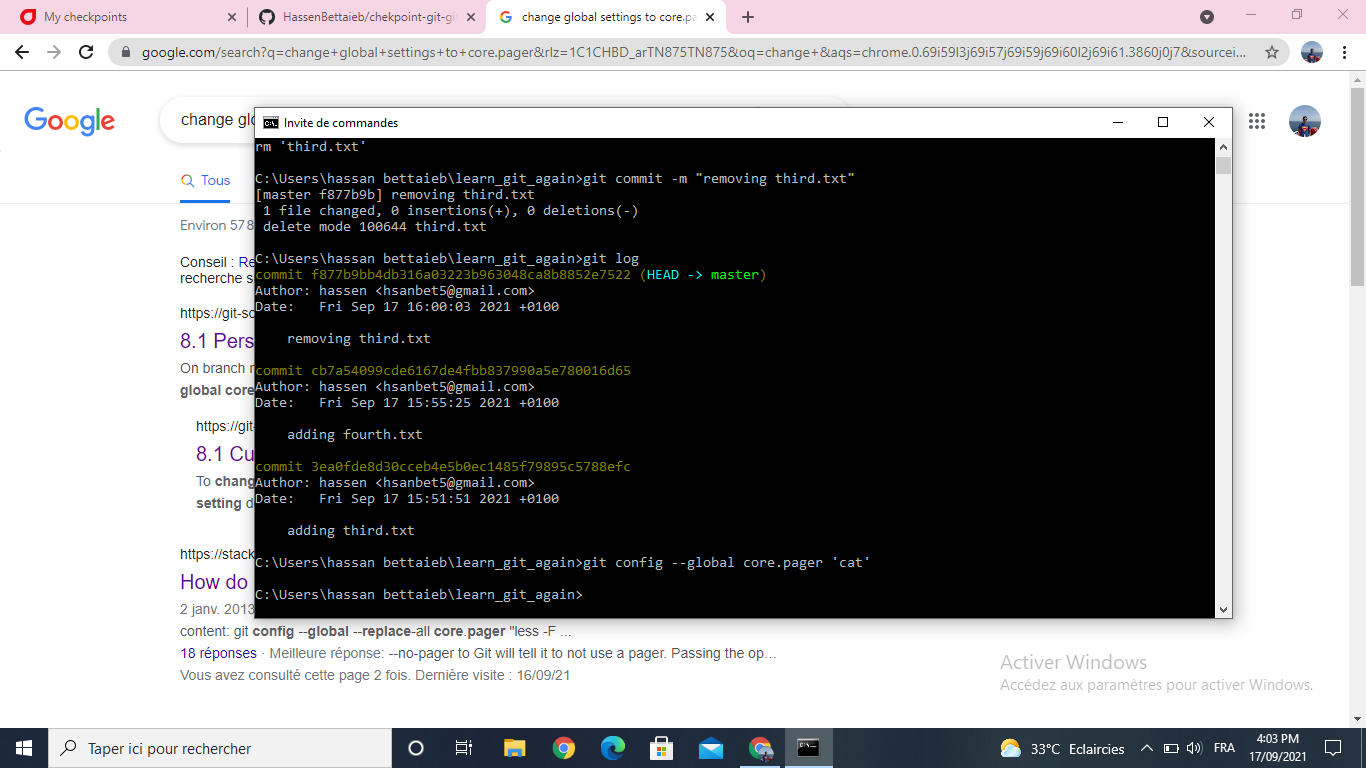 My checkpoints
HassenBettaieb/chekpoint-git-git
change global settings to core.pa
google.com/search?q=change+global+settings+to+core.pager&rlz=1C1CHBD_arTN875TN875&oq=change+&aqs=chrome.0.69i59l3j69i57j69i59j69i60l2j69i61.3860j0j7&sourcei...
Google
change glo
Tous
Environ 578
Conseil : Re
recherche s
https://git-sc
8.1 Pers
On branch
global core
https://git-
8.1 Cu
To chang
setting d
https://stack
How do
2 janv. 2013
content: git config --global --replace-all core.pager "less -F ...
18 réponses · Meilleure réponse: --no-pager to Git will tell it to not use a pager. Passing the op...
Vous avez consulté cette page 2 fois. Dernière visite : 16/09/21
Invite de commandes
rm 'third.txt'
C:\Users\hassan bettaieb\learn_git_again>git commit -m "removing third.txt"
[master f877b9b] removing third.txt
1 file changed, 0 insertions(+), 0 deletions(-)
delete mode 100644 third.txt
C:\Users\hassan bettaieb\learn_git_again>git log
commit f877b9bb4db316a03223b963048ca8b8852e7522 (HEAD -> master)
Author: hassen <hsanbet5@gmail.com>
Date:   Fri Sep 17 16:00:03 2021 +0100
removing third.txt
commit cb7a54099cde6167de4fbb837990a5e780016d65
Author: hassen <hsanbet5@gmail.com>
Date:   Fri Sep 17 15:55:25 2021 +0100
adding fourth.txt
commit 3ea0fde8d30cceb4e5b0ec1485f79895c5788efc
Author: hassen <hsanbet5@gmail.com>
Date:   Fri Sep 17 15:51:51 2021 +0100
adding third.txt
C:\Users\hassan bettaieb\learn_git_again>git config --global core.pager 'cat'
C:\Users\hassan bettaieb\learn_git_again>
Activer Windows
Accédez aux paramètres pour activer Windows.
Taper ici pour rechercher
33°C Eclaircies
FRA
4:03 PM
17/09/2021